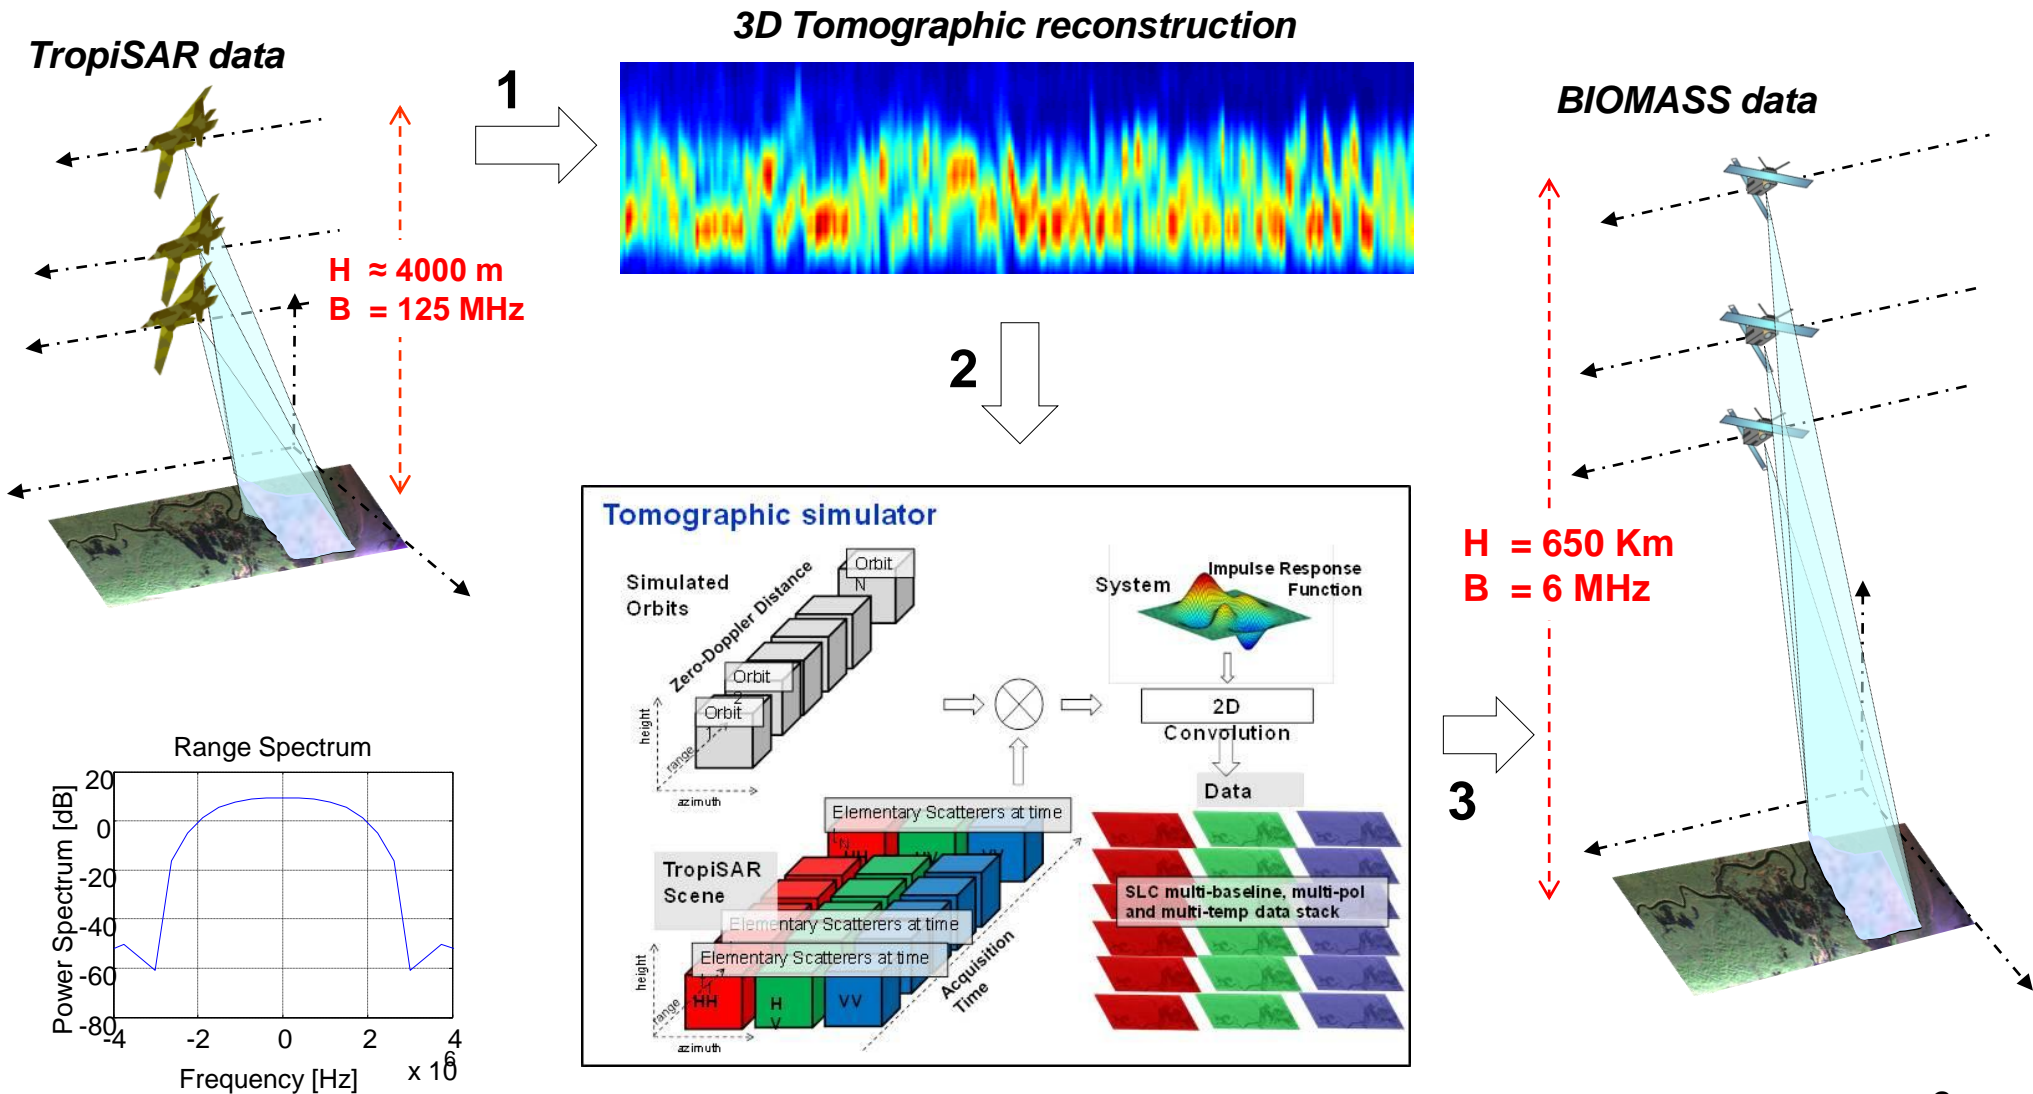 TropiSAR data
3D Tomographic reconstruction
BIOMASS data
1
H ≈ 4000 m
B = 125 MHz
2
H = 650 Km
B = 6 MHz
3
Tomographic simulator
Simulated
Orbits
Zero-Doppler Distance
Orbit
N
Orbit
2
Orbit
1
height
range
azimuth
System
Impulse Response
Function
2D
Convolution
Data
SLC multi-baseline, multi-pol
and multi-temp data stack
TropiSAR
Scene
Elementary Scatterers at time
HH
VV
Elementary Scatterers at time
Elementary Scatterers at time
HH
H
V
VV
Acquisition
Time
height
range
azimuth
Range Spectrum
Power Spectrum [dB]
20
0
-20
-40
-60
-80
-4
-2
0
2
4
x 10
6
Frequency [Hz]